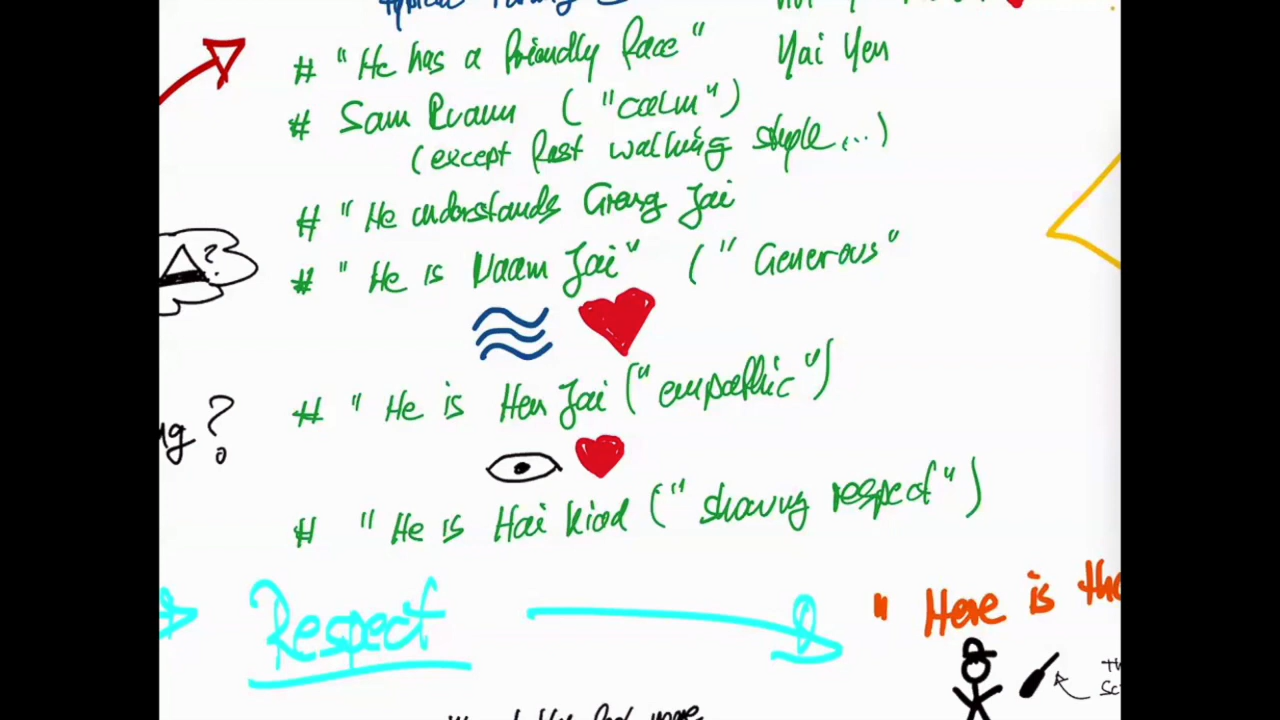 # "He has a friendly face"
Yai Yen
# Sam Ruam ("calm")
(except fast walking style...)
# "He understands Greng Jai
# "He is Naam Jai" ("Generous"
# "He is Hen Jai ("empathic")
?
# "He is Hai Kiad ("showing respect")
Respect
" Here is the